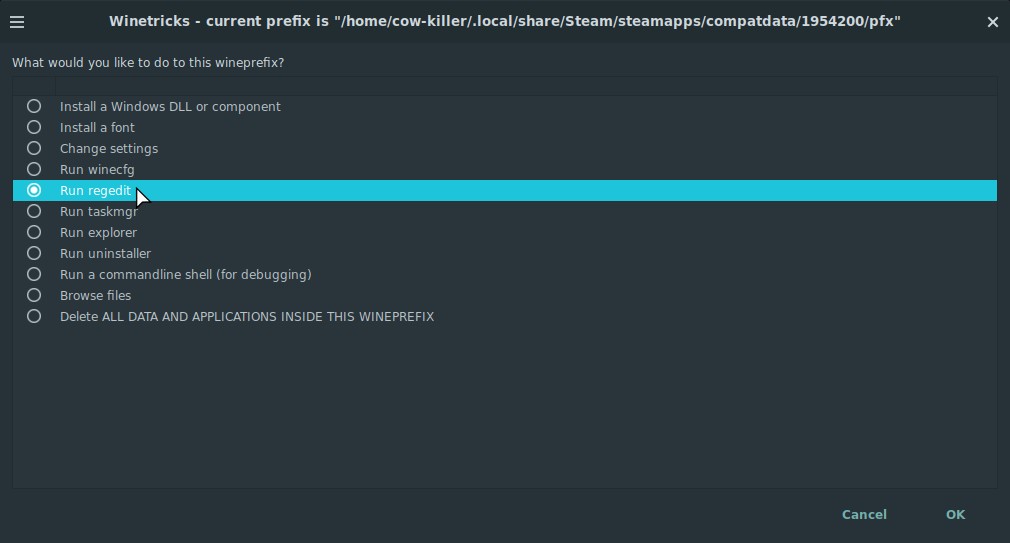 Winetricks - current prefix is "/home/cow-killer/.local/share/Steam/steamapps/compatdata/1954200/pfx"
What would you like to do to this wineprefix?
Install a Windows DLL or component
Install a font
Change settings
Run winecfg
Run regedit
Run taskmgr
Run explorer
Run uninstaller
Run a commandline shell (for debugging)
Browse files
Delete ALL DATA AND APPLICATIONS INSIDE THIS WINEPREFIX
Cancel OK